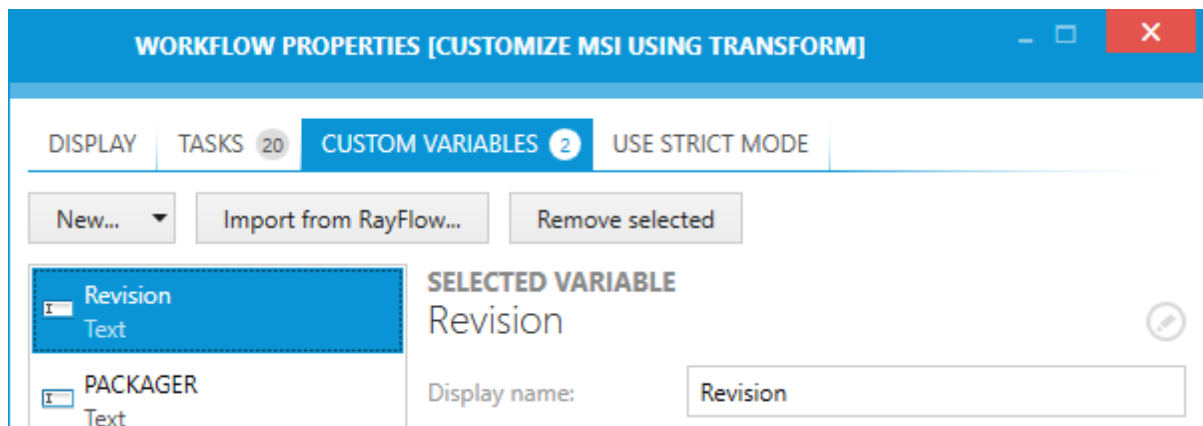 WORKFLOW PROPERTIES [CUSTOMIZE MSI USING TRANSFORM]
DISPLAY TASKS 20 CUSTOM VARIABLES 2 USE STRICT MODE
New... Import from RayFlow... Remove selected
Revision
Text
PACKAGER
Text
SELECTED VARIABLE
Revision
Display name: Revision